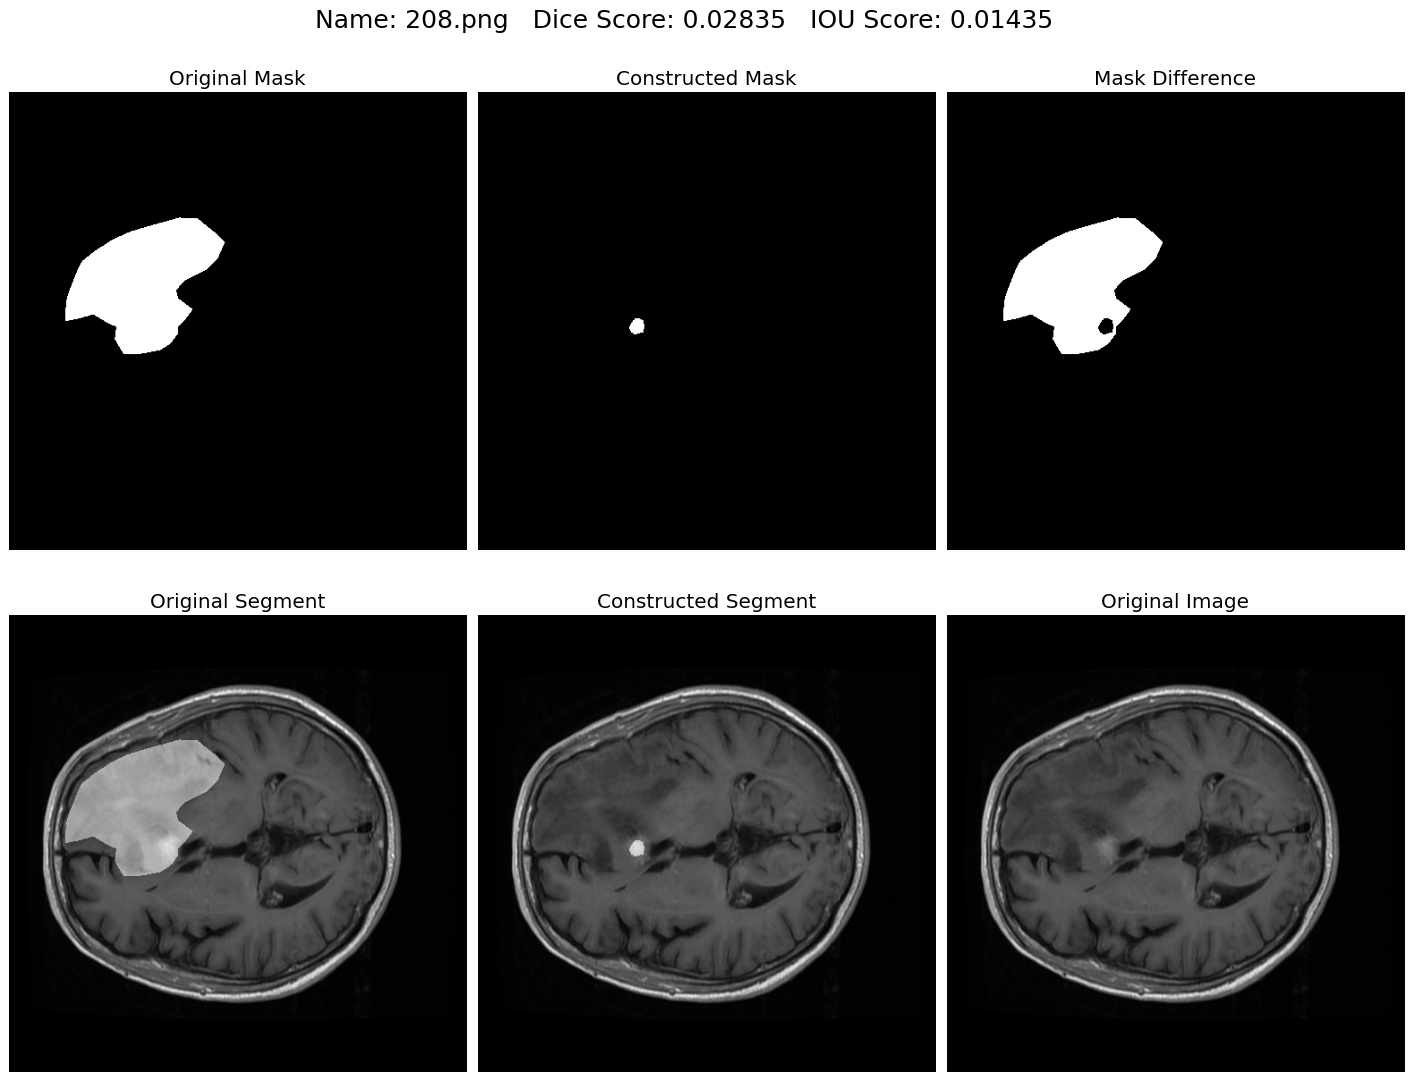 Name: 208.png   Dice Score: 0.02835   IOU Score: 0.01435
Original Mask
Constructed Mask
Mask Difference
Original Segment
Constructed Segment
Original Image